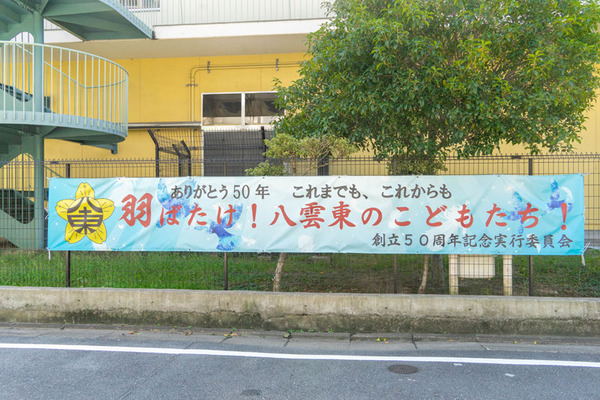 ありがとう50年　これまでも、これからも
八東
羽ばたけ！八雲東のこどもたち！
創立５０周年記念実行委員会